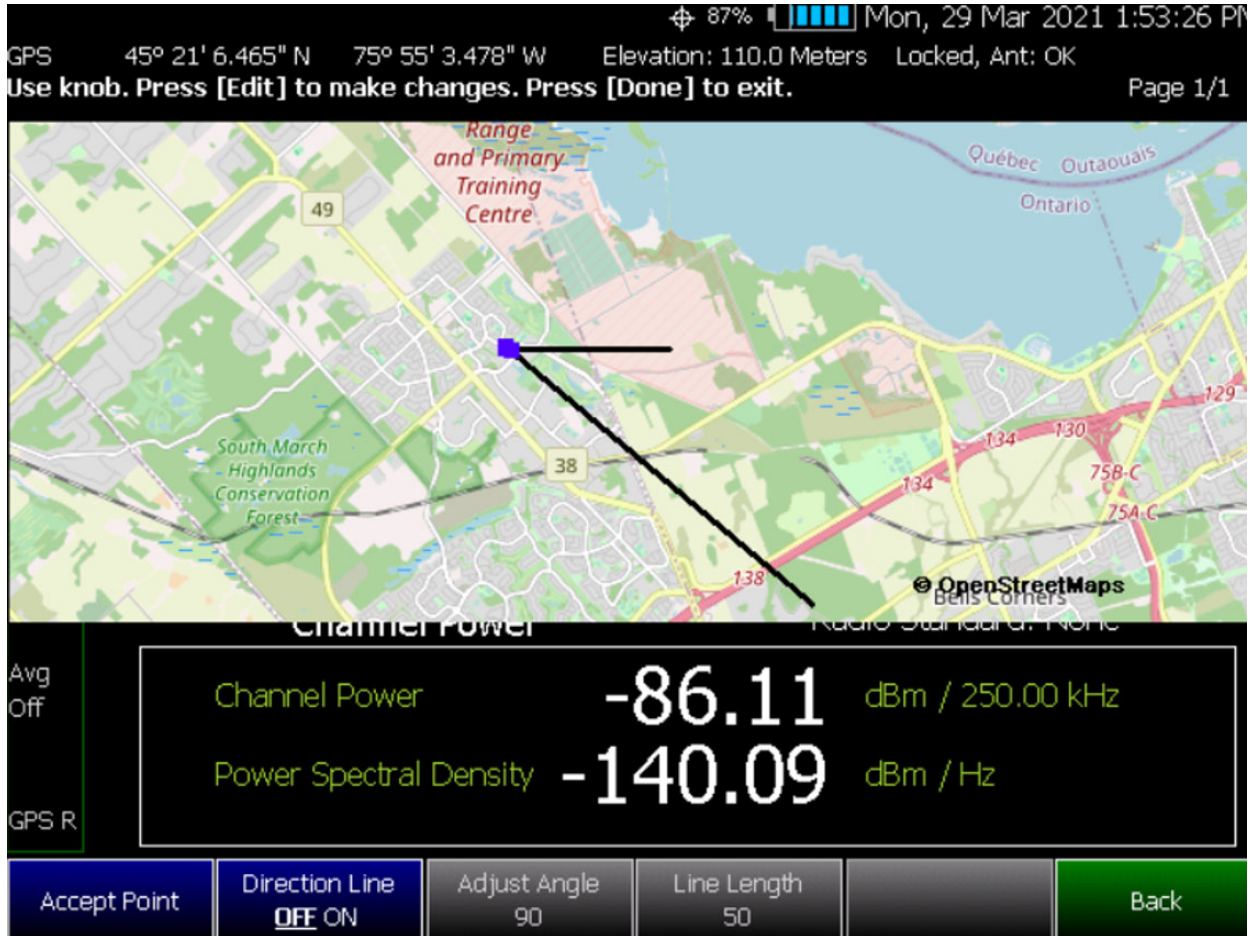 87% Mon, 29 Mar 2021 1:53:26 PM
GPS 45° 21' 6.465" N 75° 55' 3.478" W Elevation: 110.0 Meters Locked, Ant: OK
Use knob. Press [Edit] to make changes. Press [Done] to exit. Page 1/1
Range
and Primary
Training
Centre
Québec Outaouais
Ontario
49
South March
Highlands
Conservation
Forest
38
129
134 130
134
75B-C
75A-C
138
© OpenStreetMaps
Bells Corners
Channel Power Radio Standard: None
Avg
Off
Channel Power -86.11 dBm / 250.00 kHz
Power Spectral Density -140.09 dBm / Hz
GPS R
Accept Point
Direction Line
OFF ON
Adjust Angle
90
Line Length
50
Back